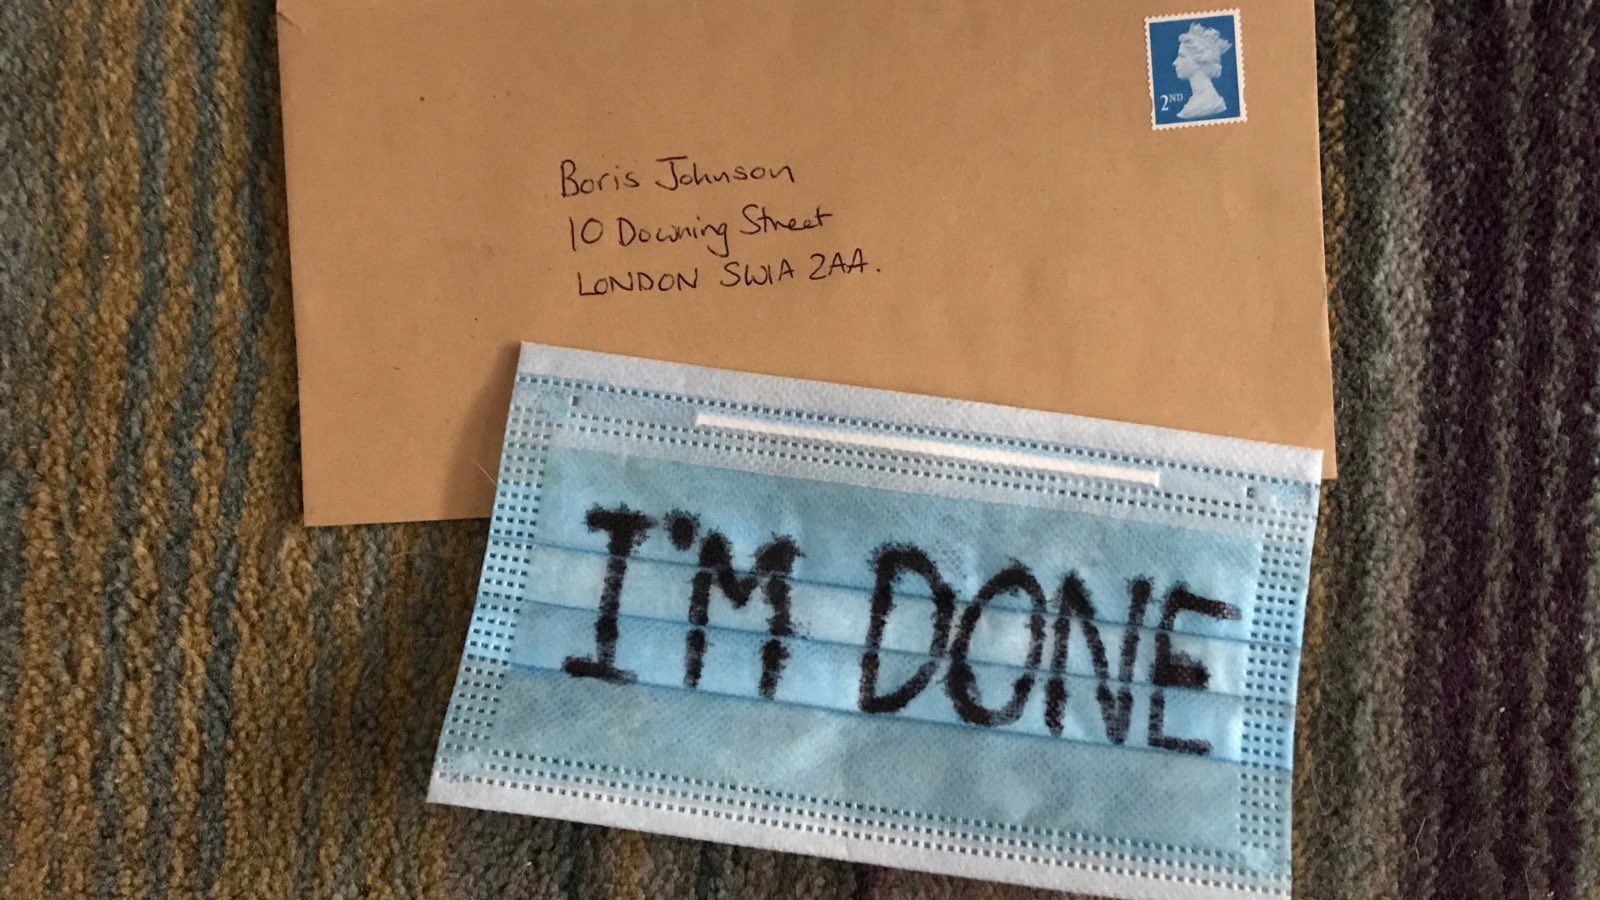 2ND
Boris Johnson
10 Downing Street
LONDON SW1A 2AA.
I'M DONE